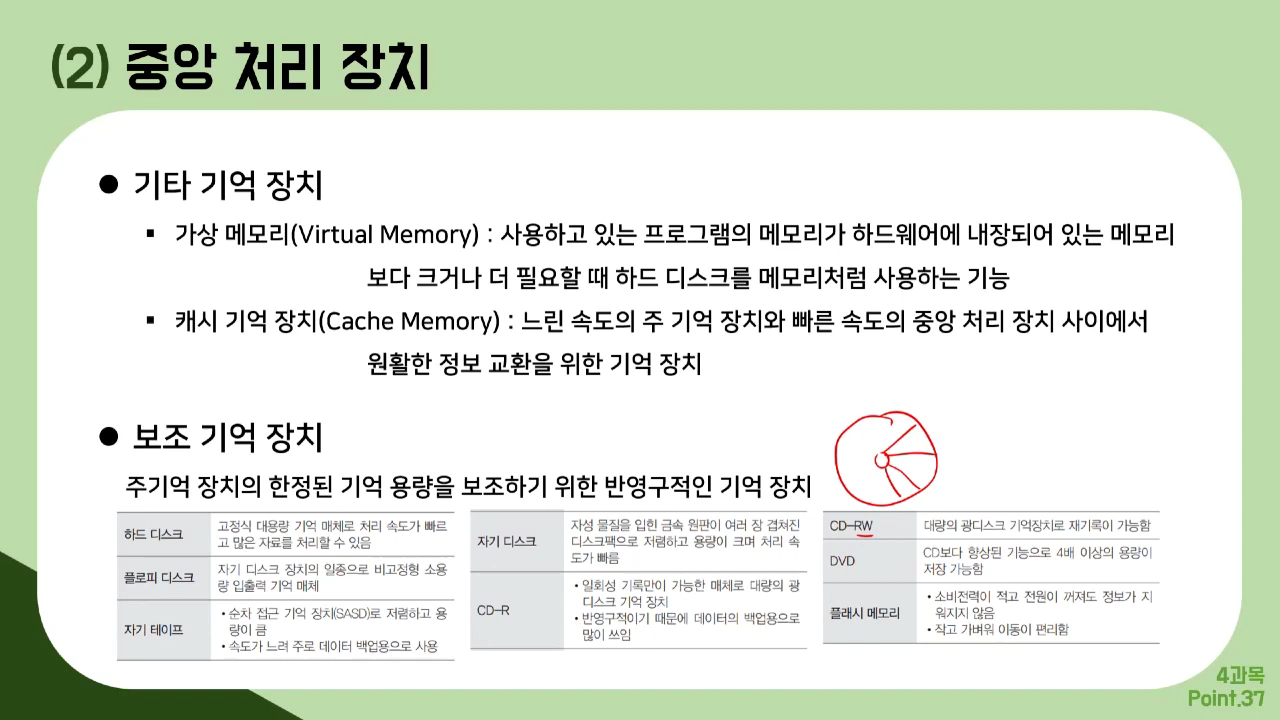 (2) 중앙 처리 장치
● 기타 기억 장치
▪ 가상 메모리(Virtual Memory) : 사용하고 있는 프로그램의 메모리가 하드웨어에 내장되어 있는 메모리
보다 크거나 더 필요할 때 하드 디스크를 메모리처럼 사용하는 기능
▪ 캐시 기억 장치(Cache Memory) : 느린 속도의 주 기억 장치와 빠른 속도의 중앙 처리 장치 사이에서
원활한 정보 교환을 위한 기억 장치
● 보조 기억 장치
주기억 장치의 한정된 기억 용량을 보조하기 위한 반영구적인 기억 장치
하드 디스크
고정식 대용량 기억 매체로 처리 속도가 빠르
고 많은 자료를 처리할 수 있음
플로피 디스크
자기 디스크 장치의 일종으로 비고정형 소용
량 입출력 기억 매체
자기 테이프
• 순차 접근 기억 장치(SASD)로 저렴하고 용
량이 큼
• 속도가 느려 주로 데이터 백업용으로 사용
자기 디스크
자성 물질을 입힌 금속 원판이 여러 장 겹쳐진
디스크팩으로 저렴하고 용량이 크며 처리 속
도가 빠름
CD-R
• 일회성 기록만이 가능한 매체로 대량의 광
디스크 기억 장치
• 반영구적이기 때문에 데이터의 백업용으로
많이 쓰임
CD-RW
대량의 광디스크 기억장치로 재기록이 가능함
DVD
CD보다 향상된 기능으로 4배 이상의 용량이
저장 가능함
플래시 메모리
• 소비전력이 적고 전원이 꺼져도 정보가 지
워지지 않음
• 작고 가벼워 이동이 편리함
4과목
Point.37